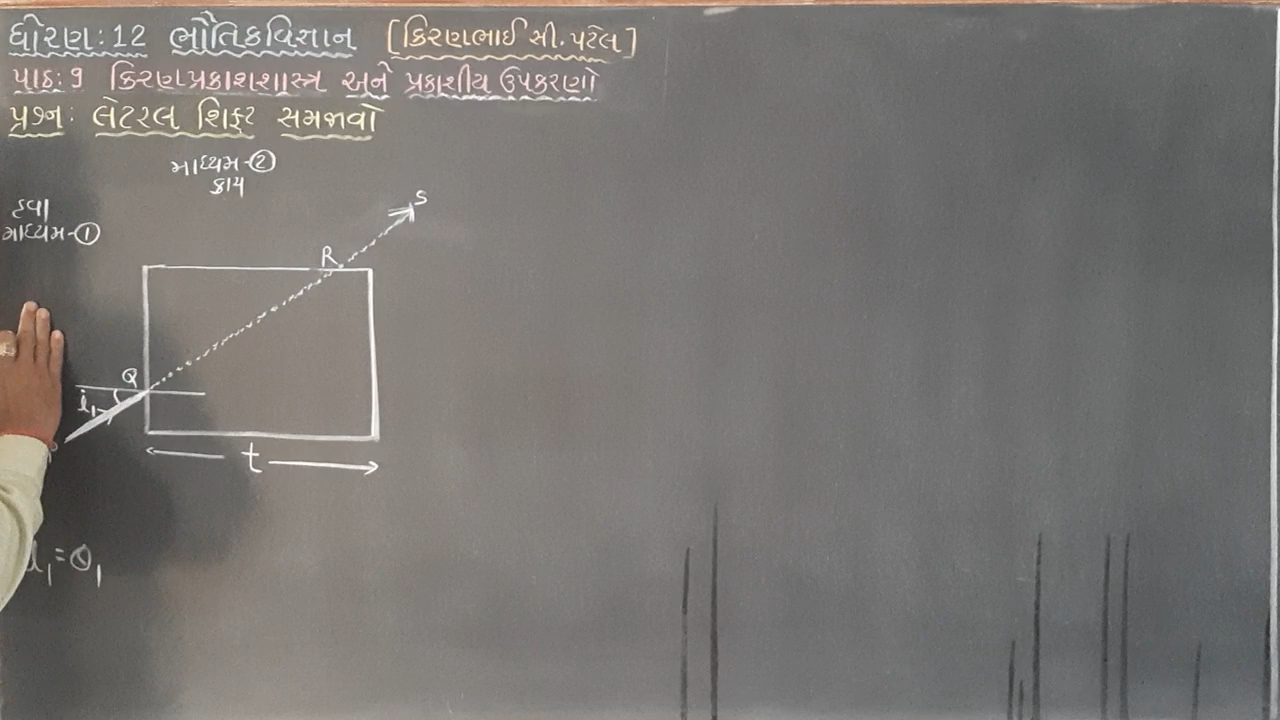 ધોરણ: 12 ભૌતિકવિજ્ઞાન [કિરણભાઈ સી. પટેલ]
પાઠ: 9 કિરણપ્રકાશશાસ્ત્ર અને પ્રકાશીય ઉપકરણો
પ્રશ્ન: લેટરલ શિફ્ટ સમજાવો
માધ્યમ-②
કાચ
S
હવા
માધ્યમ-①
R
Q
i₁
t
i₁=θ₁